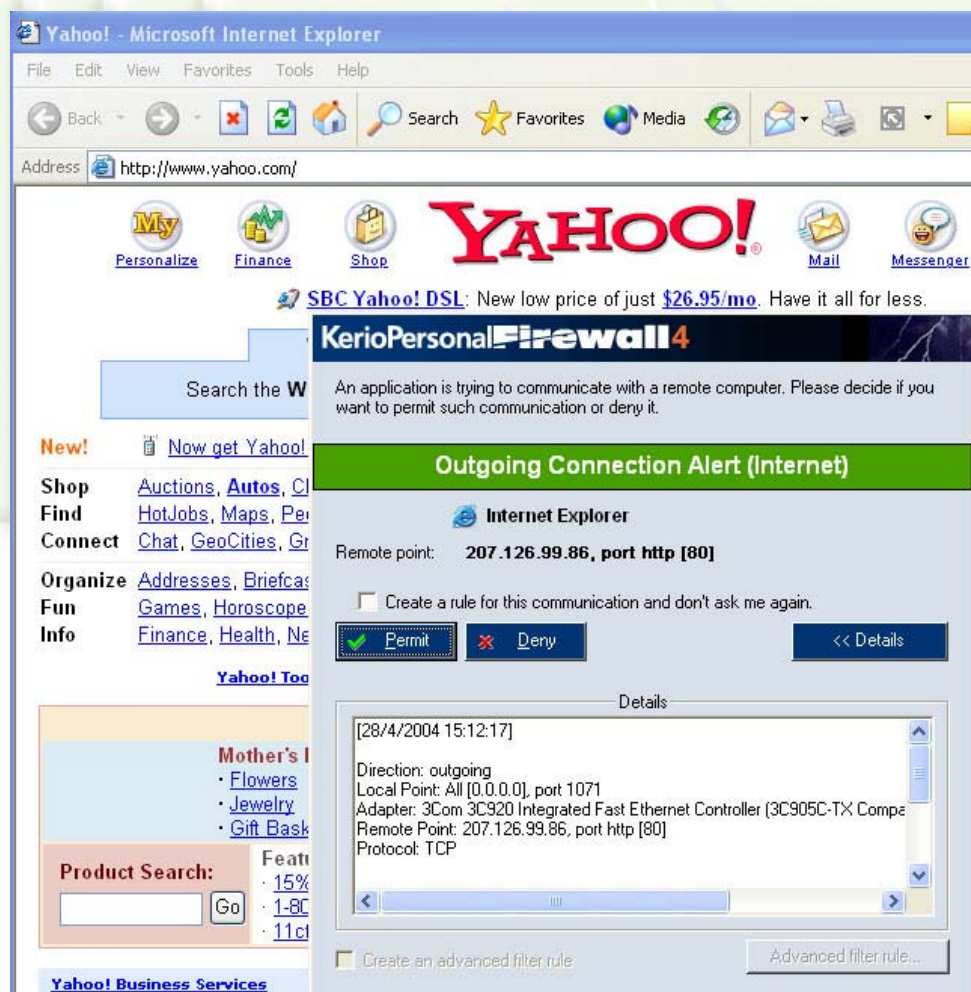 Yahoo! - Microsoft Internet Explorer
File Edit View Favorites Tools Help
Back Search Favorites Media
Address http://www.yahoo.com/
My
YAHOO!
Personalize Finance Shop Mail Messenger
SBC Yahoo! DSL: New low price of just $26.95/mo. Have it all for less.
Search the W
New! Now get Yahoo!
Shop Auctions, Autos, Cl
Find HotJobs, Maps, Pe
Connect Chat, GeoCities, Gr
Organize Addresses, Briefcas
Fun Games, Horoscope
Info Finance, Health, Ne
Yahoo! Too
Mother's
· Flowers
· Jewelry
· Gift Bask
Product Search:
Go
Featu
· 15%
· 1-80
· 11ct
Yahoo! Business Services
KerioPersonalFirewall4
An application is trying to communicate with a remote computer. Please decide if you
want to permit such communication or deny it.
Outgoing Connection Alert (Internet)
Internet Explorer
Remote point: 207.126.99.86, port http [80]
Create a rule for this communication and don't ask me again.
Permit Deny << Details
Details
[28/4/2004 15:12:17]
Direction: outgoing
Local Point: All [0.0.0.0], port 1071
Adapter: 3Com 3C920 Integrated Fast Ethernet Controller (3C905C-TX Compa
Remote Point: 207.126.99.86, port http [80]
Protocol: TCP
Create an advanced filter rule Advanced filter rule...